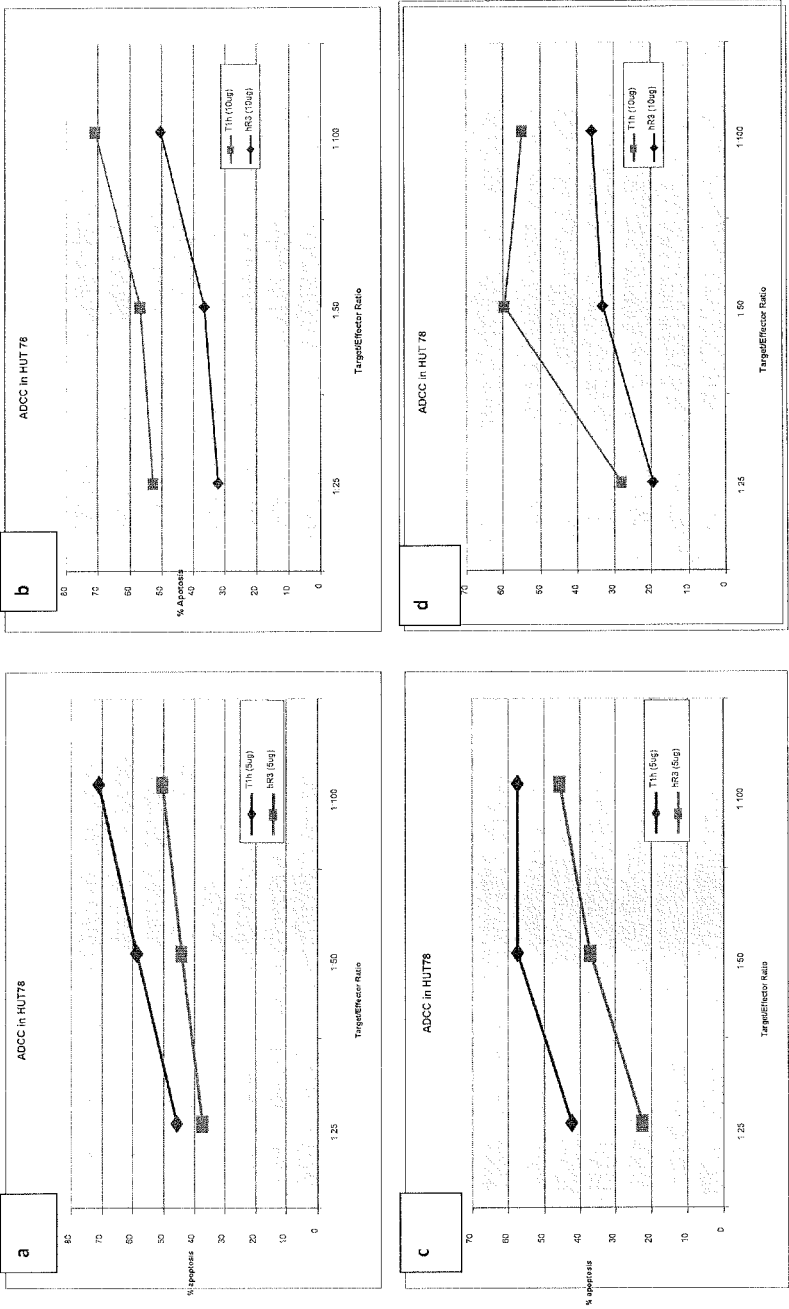 a
ADCC in HUT78
% apoptosis
80
70
60
50
40
30
20
10
0
T1h (5ug)
hR3 (5ug)
1:25
1:50
1:100
Target/Effector Ratio
b
ADCC in HUT 78
% Apotosis
80
70
60
50
40
30
20
10
0
T1h (10ug)
hR3 (10ug)
1:25
1:50
1:100
Target/Effector Ratio
c
ADCC in HUT78
% apoptosis
70
60
50
40
30
20
10
0
T1h (5ug)
hR3 (5ug)
1:25
1:50
1:100
Target/Effector Ratio
d
ADCC in HUT 78
70
60
50
40
30
20
10
0
T1h (10ug)
hR3 (10ug)
1:25
1:50
1:100
Target/Effector Ratio